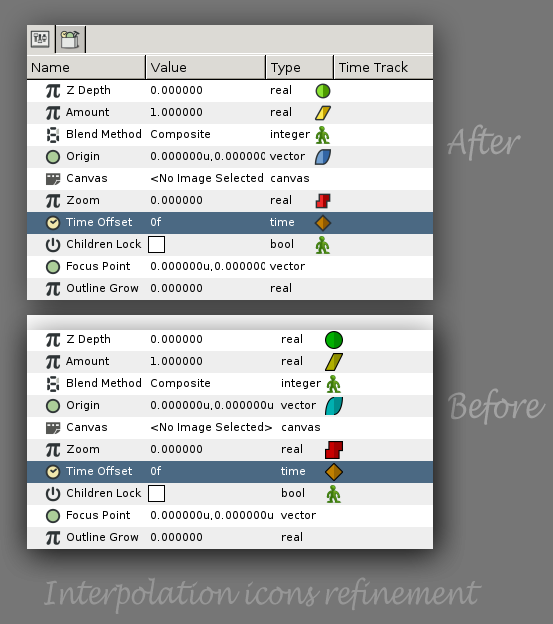 Name Value Type Time Track
Z Depth 0.000000 real
Amount 1.000000 real
Blend Method Composite integer
Origin 0.000000u,0.00000( vector
Canvas <No Image Selected canvas
Zoom 0.000000 real
Time Offset 0f time
Children Lock bool
Focus Point 0.000000u,0.00000( vector
Outline Grow 0.000000 real
After
Z Depth 0.000000 real
Amount 1.000000 real
Blend Method Composite integer
Origin 0.000000u,0.000000u vector
Canvas <No Image Selected> canvas
Zoom 0.000000 real
Time Offset 0f time
Children Lock bool
Focus Point 0.000000u,0.000000u vector
Outline Grow 0.000000 real
Before
Interpolation icons refinement